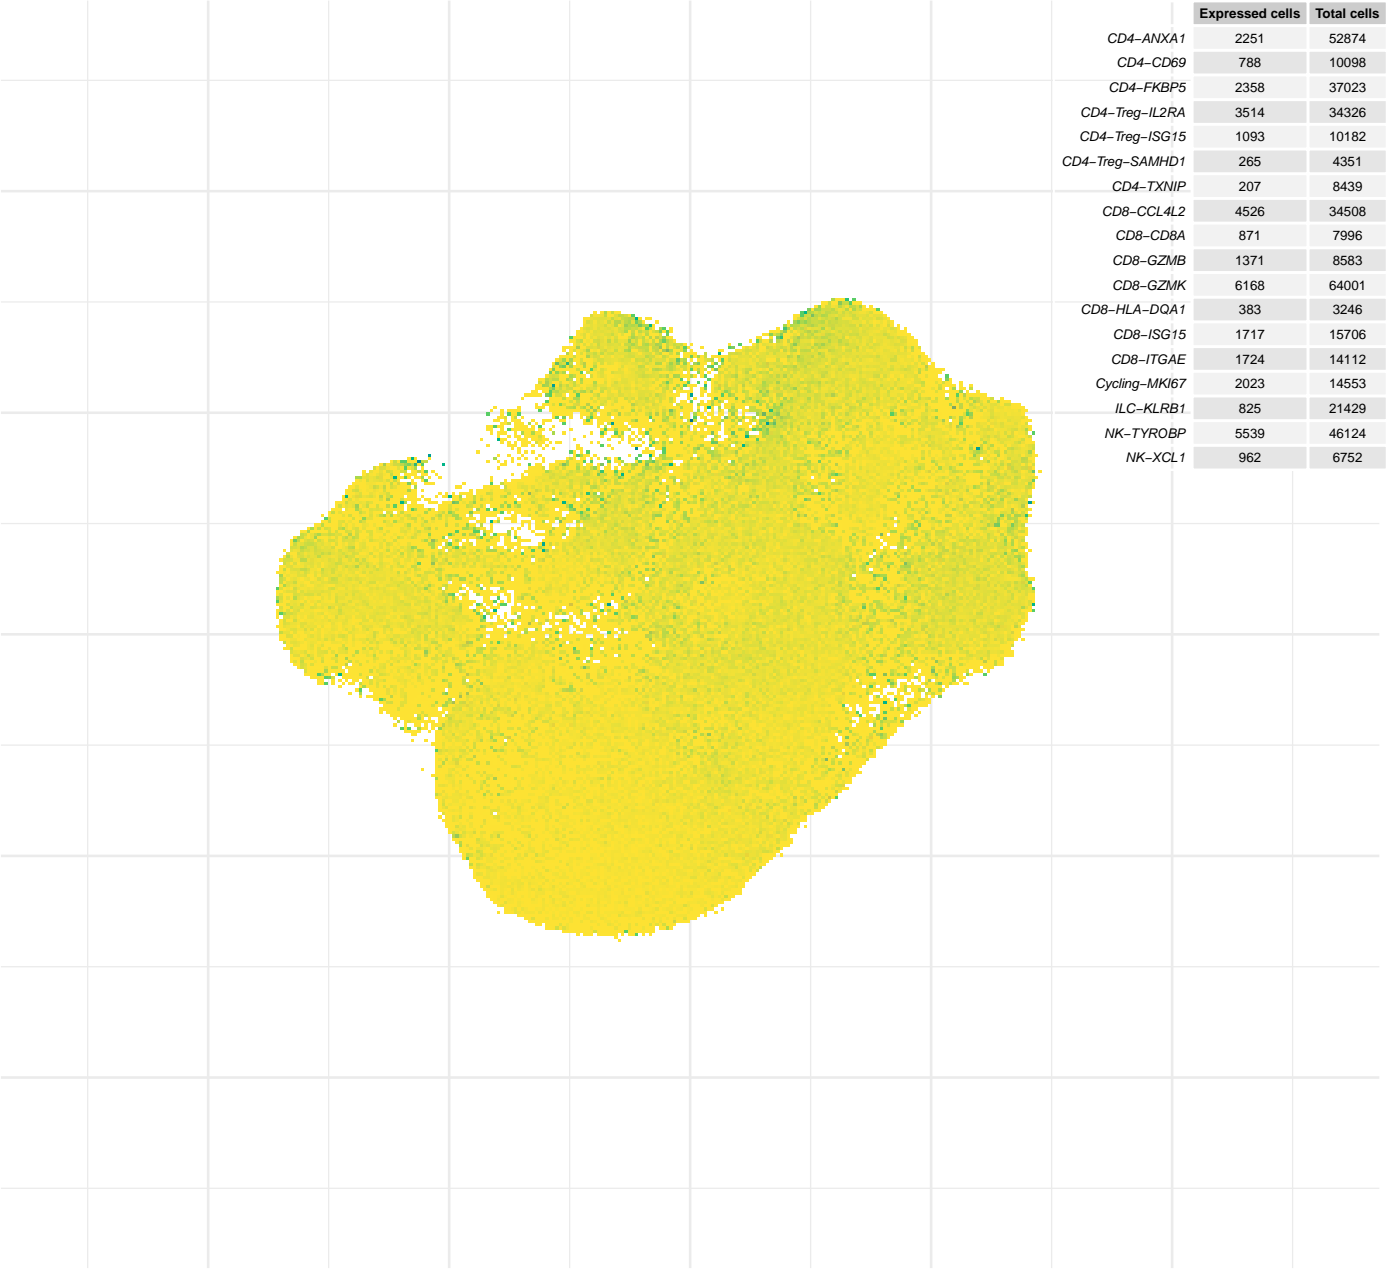 Expressed cells Total cells
CD4−ANXA1 2251 52874
CD4−CD69 788 10098
CD4−FKBP5 2358 37023
CD4−Treg−IL2RA 3514 34326
CD4−Treg−ISG15 1093 10182
CD4−Treg−SAMHD1 265 4351
CD4−TXNIP 207 8439
CD8−CCL4L2 4526 34508
CD8−CD8A 871 7996
CD8−GZMB 1371 8583
CD8−GZMK 6168 64001
CD8−HLA−DQA1 383 3246
CD8−ISG15 1717 15706
CD8−ITGAE 1724 14112
Cycling−MKI67 2023 14553
ILC−KLRB1 825 21429
NK−TYROBP 5539 46124
NK−XCL1 962 6752